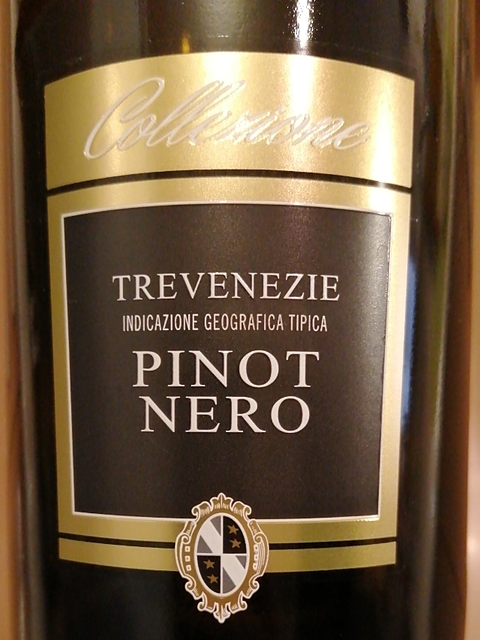 Collezione
TREVENEZIE
INDICAZIONE GEOGRAFICA TIPICA
PINOT
NERO